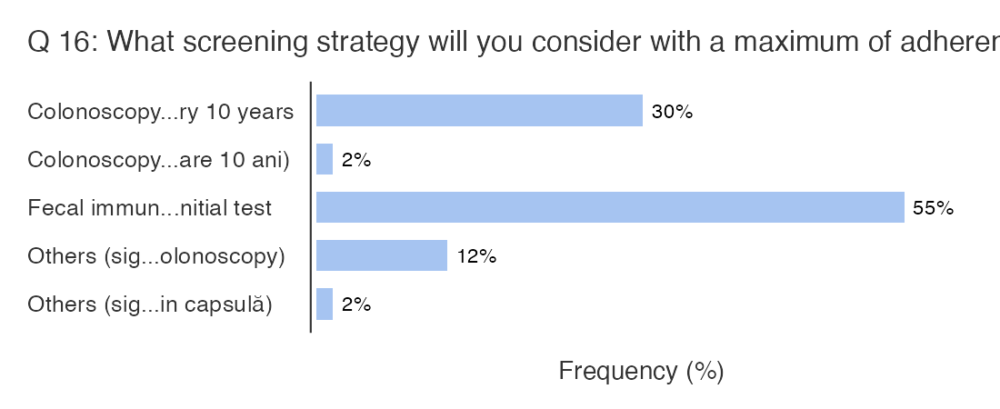 Q 16: What screening strategy will you consider with a maximum of
Colonoscopy...ry 10 years
30%
Colonoscopy...are 10 ani)
2%
Fecal immun...nitial test
55%
Others (sig...olonoscopy)
12%
Others (sig...in capsulă)
2%
Frequency (%)